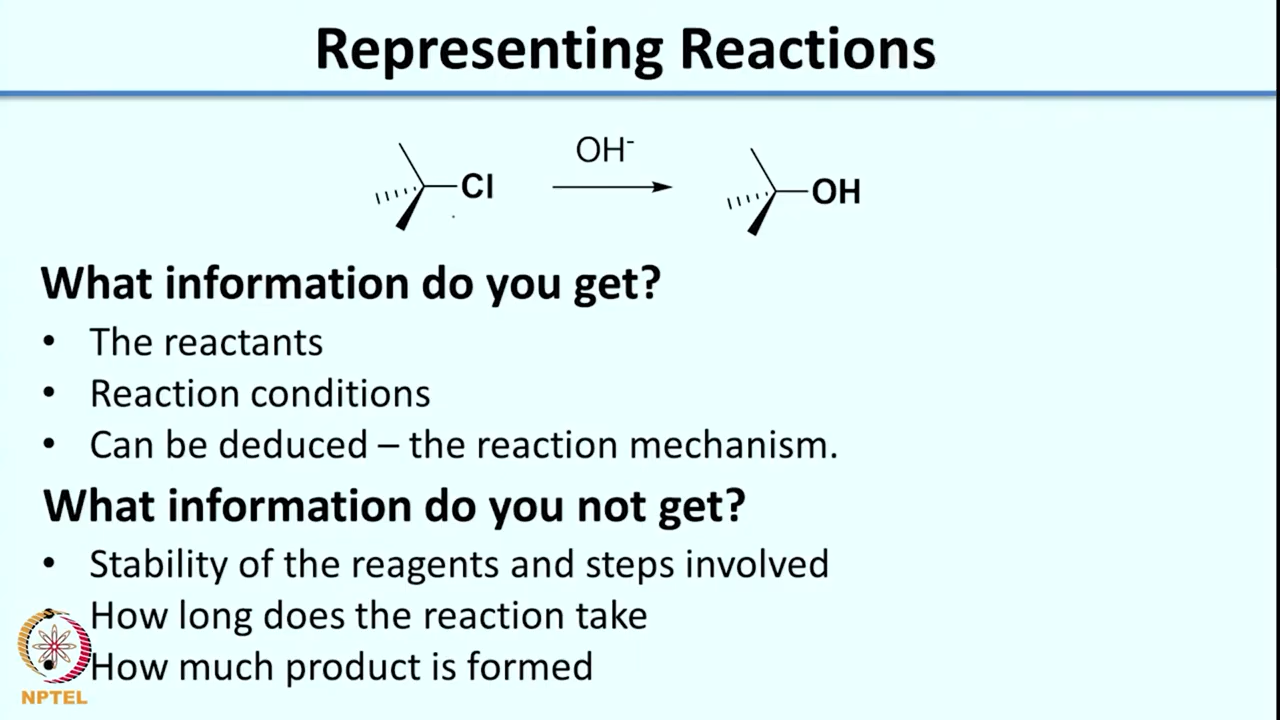 Representing Reactions
OH⁻
Cl
OH
What information do you get?
• The reactants
• Reaction conditions
• Can be deduced – the reaction mechanism.
What information do you not get?
• Stability of the reagents and steps involved
• How long does the reaction take
• How much product is formed
NPTEL